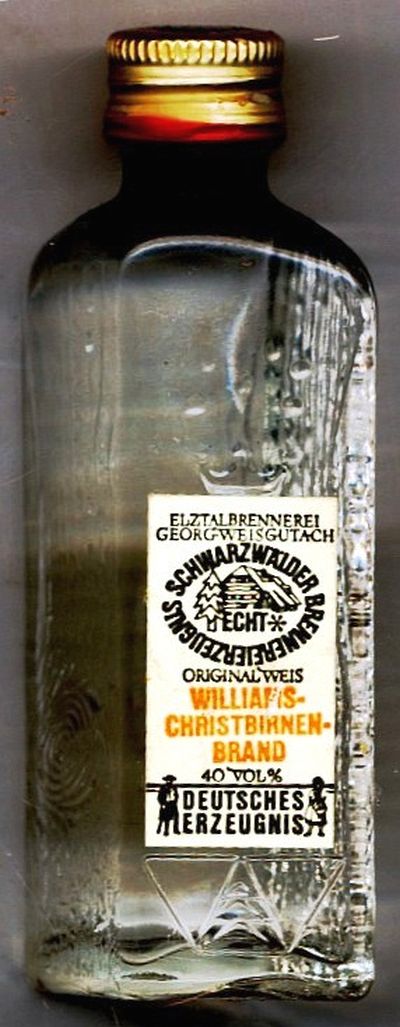 ELZTALBRENNEREI
GEORG WEIS GUTACH
SCHWARZWÄLDER BRENNEREIERZEUGNIS
ECHT
ORIGINAL WEIS
WILLIAMS-
CHRISTBIRNEN-
BRAND
40 VOL%
DEUTSCHES
ERZEUGNIS